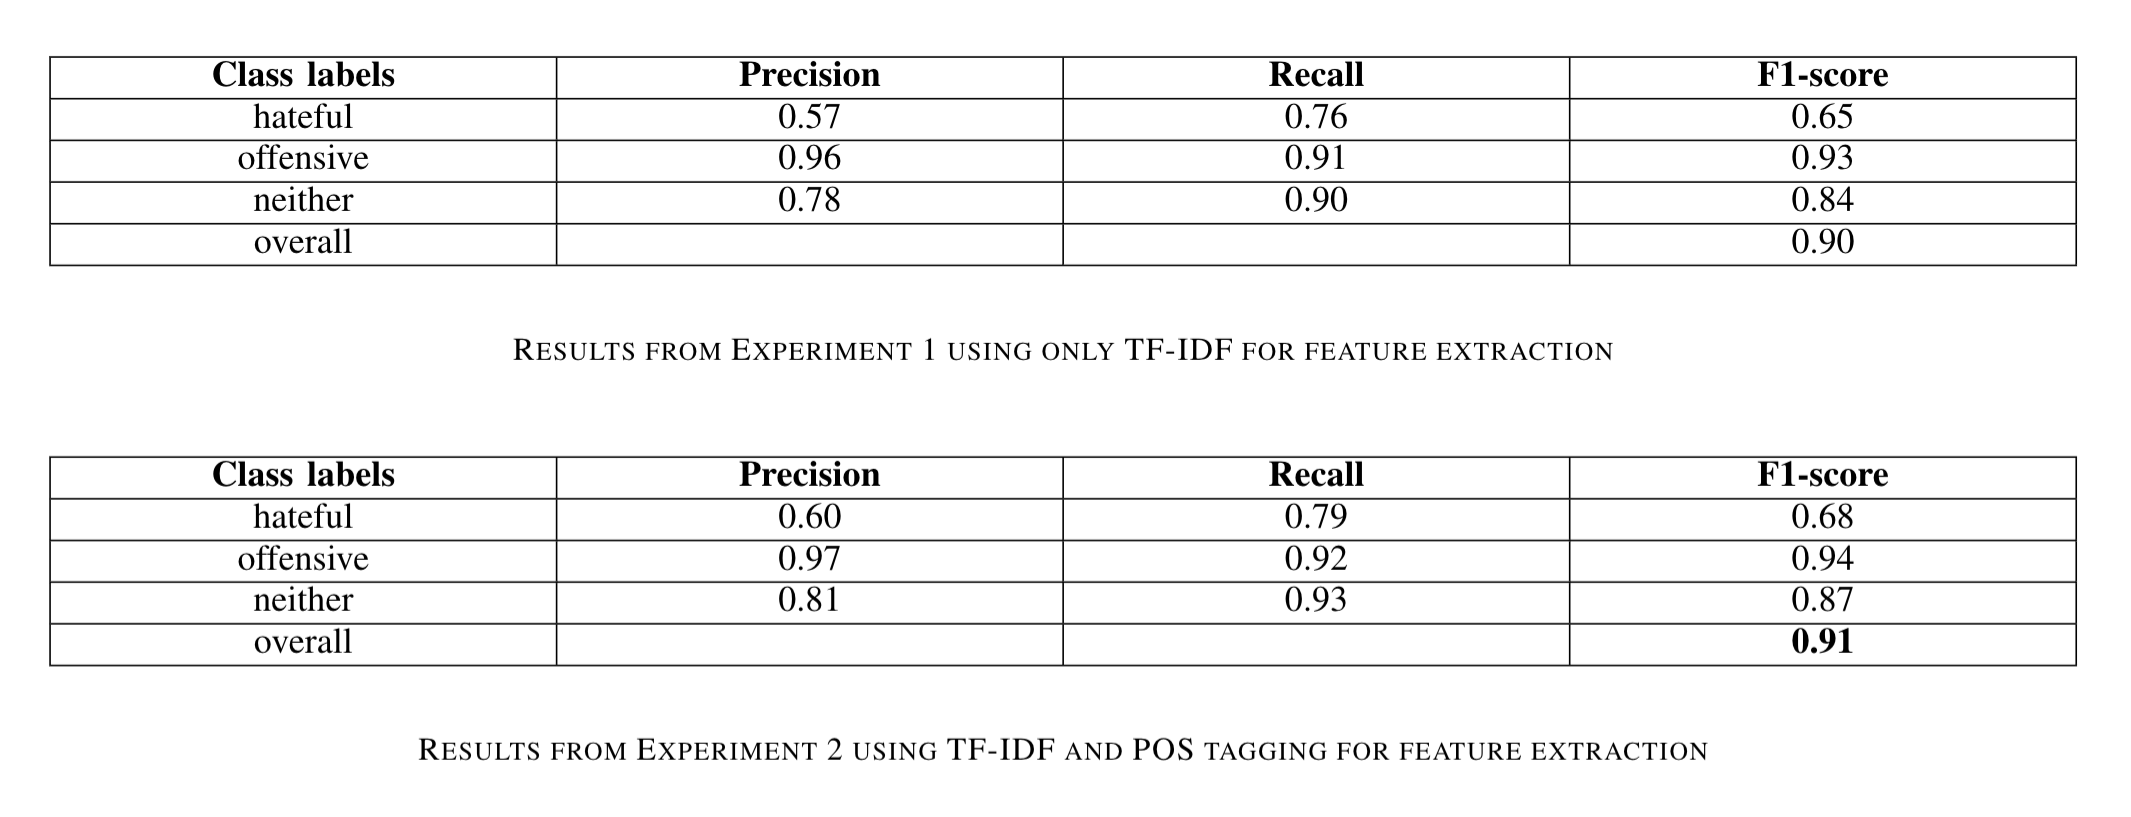 Class labels Precision Recall F1-score
hateful 0.57 0.76 0.65
offensive 0.96 0.91 0.93
neither 0.78 0.90 0.84
overall 0.90
RESULTS FROM EXPERIMENT 1 USING ONLY TF-IDF FOR FEATURE EXTRACTION
Class labels Precision Recall F1-score
hateful 0.60 0.79 0.68
offensive 0.97 0.92 0.94
neither 0.81 0.93 0.87
overall 0.91
RESULTS FROM EXPERIMENT 2 USING TF-IDF AND POS TAGGING FOR FEATURE EXTRACTION